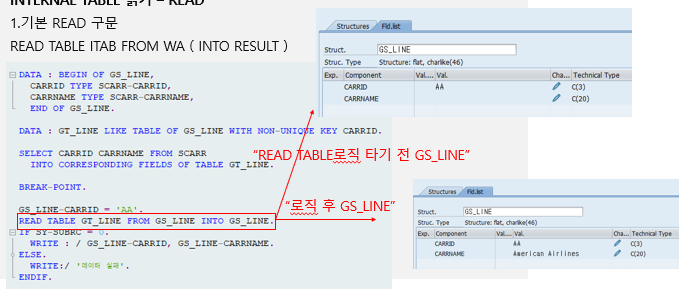 INTERNAL TABLE 읽기 – READ
1.기본 READ 구문
READ TABLE ITAB FROM WA ( INTO RESULT )
DATA : BEGIN OF GS_LINE,
CARRID TYPE SCARR-CARRID,
CARRNAME TYPE SCARR-CARRNAME,
END OF GS_LINE.
DATA : GT_LINE LIKE TABLE OF GS_LINE WITH NON-UNIQUE KEY CARRID.
SELECT CARRID CARRNAME FROM SCARR
INTO CORRESPONDING FIELDS OF TABLE GT_LINE.
BREAK-POINT.
GS_LINE-CARRID = 'AA'.
READ TABLE GT_LINE FROM GS_LINE INTO GS_LINE.
IF SY-SUBRC = 0.
WRITE : / GS_LINE-CARRID, GS_LINE-CARRNAME.
ELSE.
WRITE:/ '데이터 실패'.
ENDIF.
“READ TABLE로직 타기 전 GS_LINE”
“로직 후 GS_LINE”
Structures Fld.list
Struct. GS_LINE
Struc. Type Structure: flat, charlike(46)
Exp. Component Val.... Val. Cha... Technical Type
CARRID AA C(3)
CARRNAME C(20)
Structures Fld.list
Struct. GS_LINE
Struc. Type Structure: flat, charlike(46)
Exp. Component Val... Val. Cha... Technical Type
CARRID AA C(3)
CARRNAME American Airlines C(20)